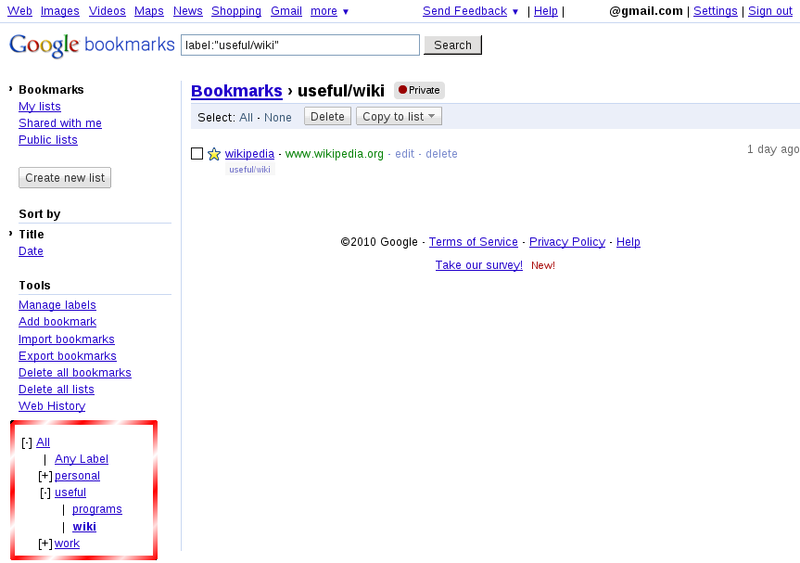 Web Images Videos Maps News Shopping Gmail more ▼ Send Feedback ▼ | Help | @gmail.com | Settings | Sign out
Google bookmarks label:"useful/wiki" Search
› Bookmarks
My lists
Shared with me
Public lists
Create new list
Sort by
› Title
Date
Tools
Manage labels
Add bookmark
Import bookmarks
Export bookmarks
Delete all bookmarks
Delete all lists
Web History
[-] All
| Any Label
[+] personal
[-] useful
| programs
| wiki
[+] work
Bookmarks › useful/wiki Private
Select: All - None Delete Copy to list
wikipedia - www.wikipedia.org - edit - delete 1 day ago
useful/wiki
©2010 Google - Terms of Service - Privacy Policy - Help
Take our survey! New!